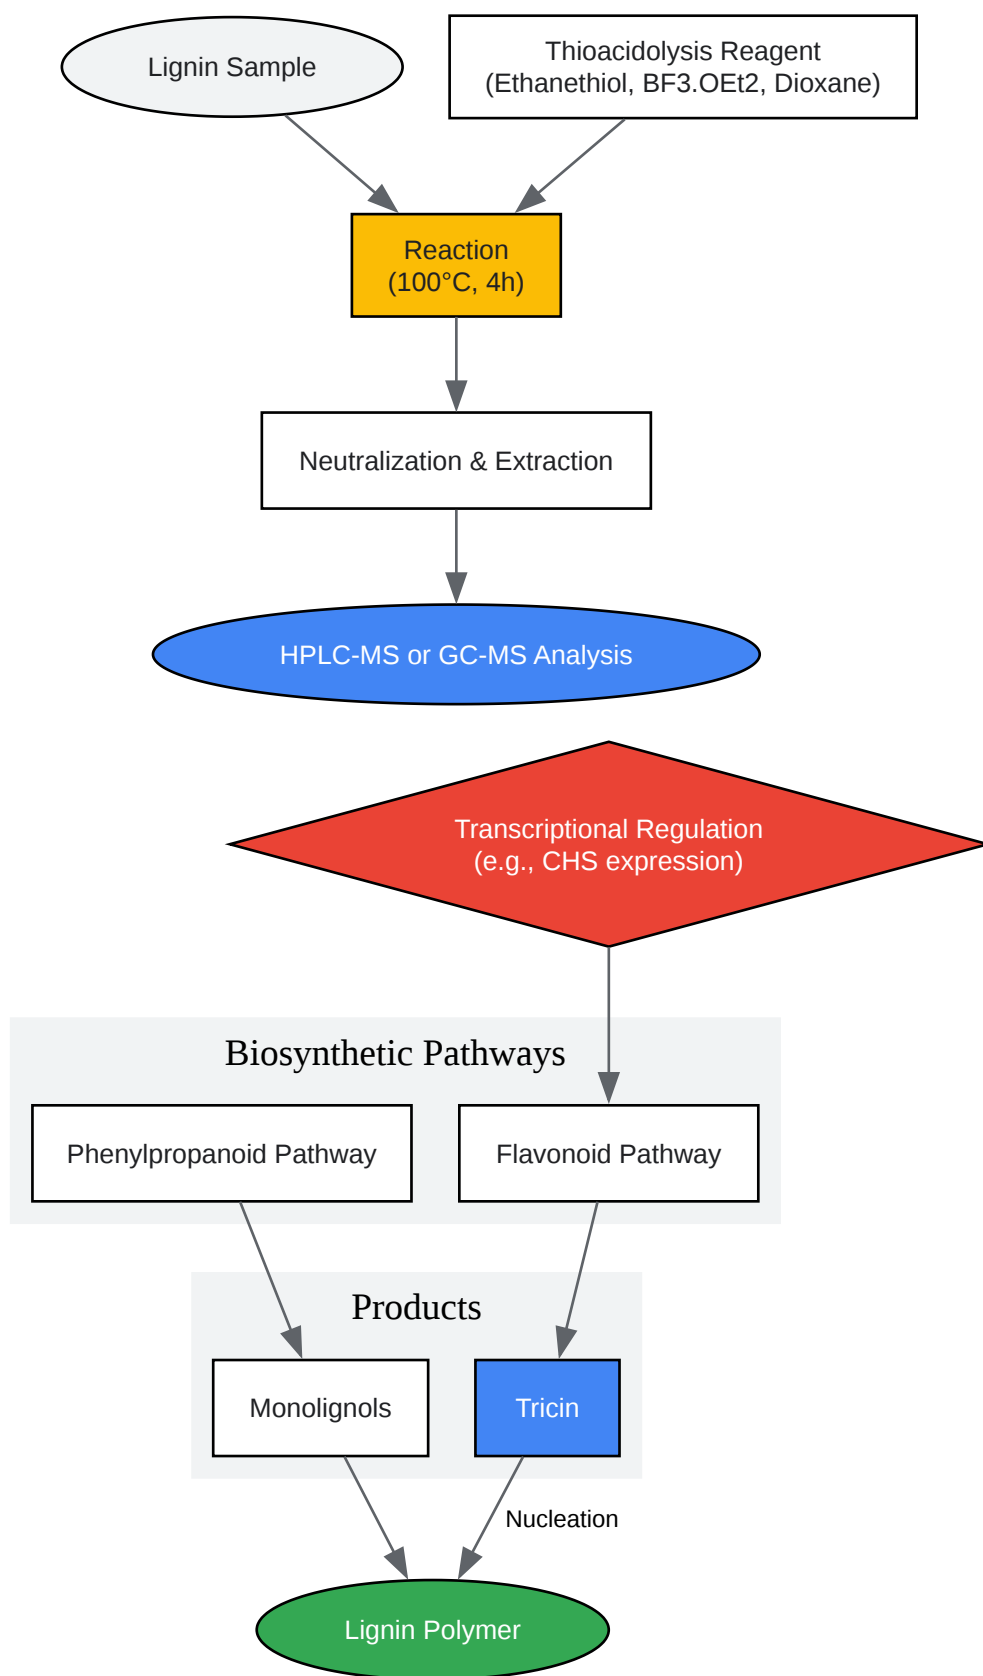 Lignin Sample
Thioacidolysis Reagent
(Ethanethiol, BF3.OEt2, Dioxane)
Reaction
(100°C, 4h)
Neutralization & Extraction
HPLC-MS or GC-MS Analysis
Transcriptional Regulation
(e.g., CHS expression)
Biosynthetic Pathways
Phenylpropanoid Pathway
Flavonoid Pathway
Products
Monolignols
Tricin
Nucleation
Lignin Polymer